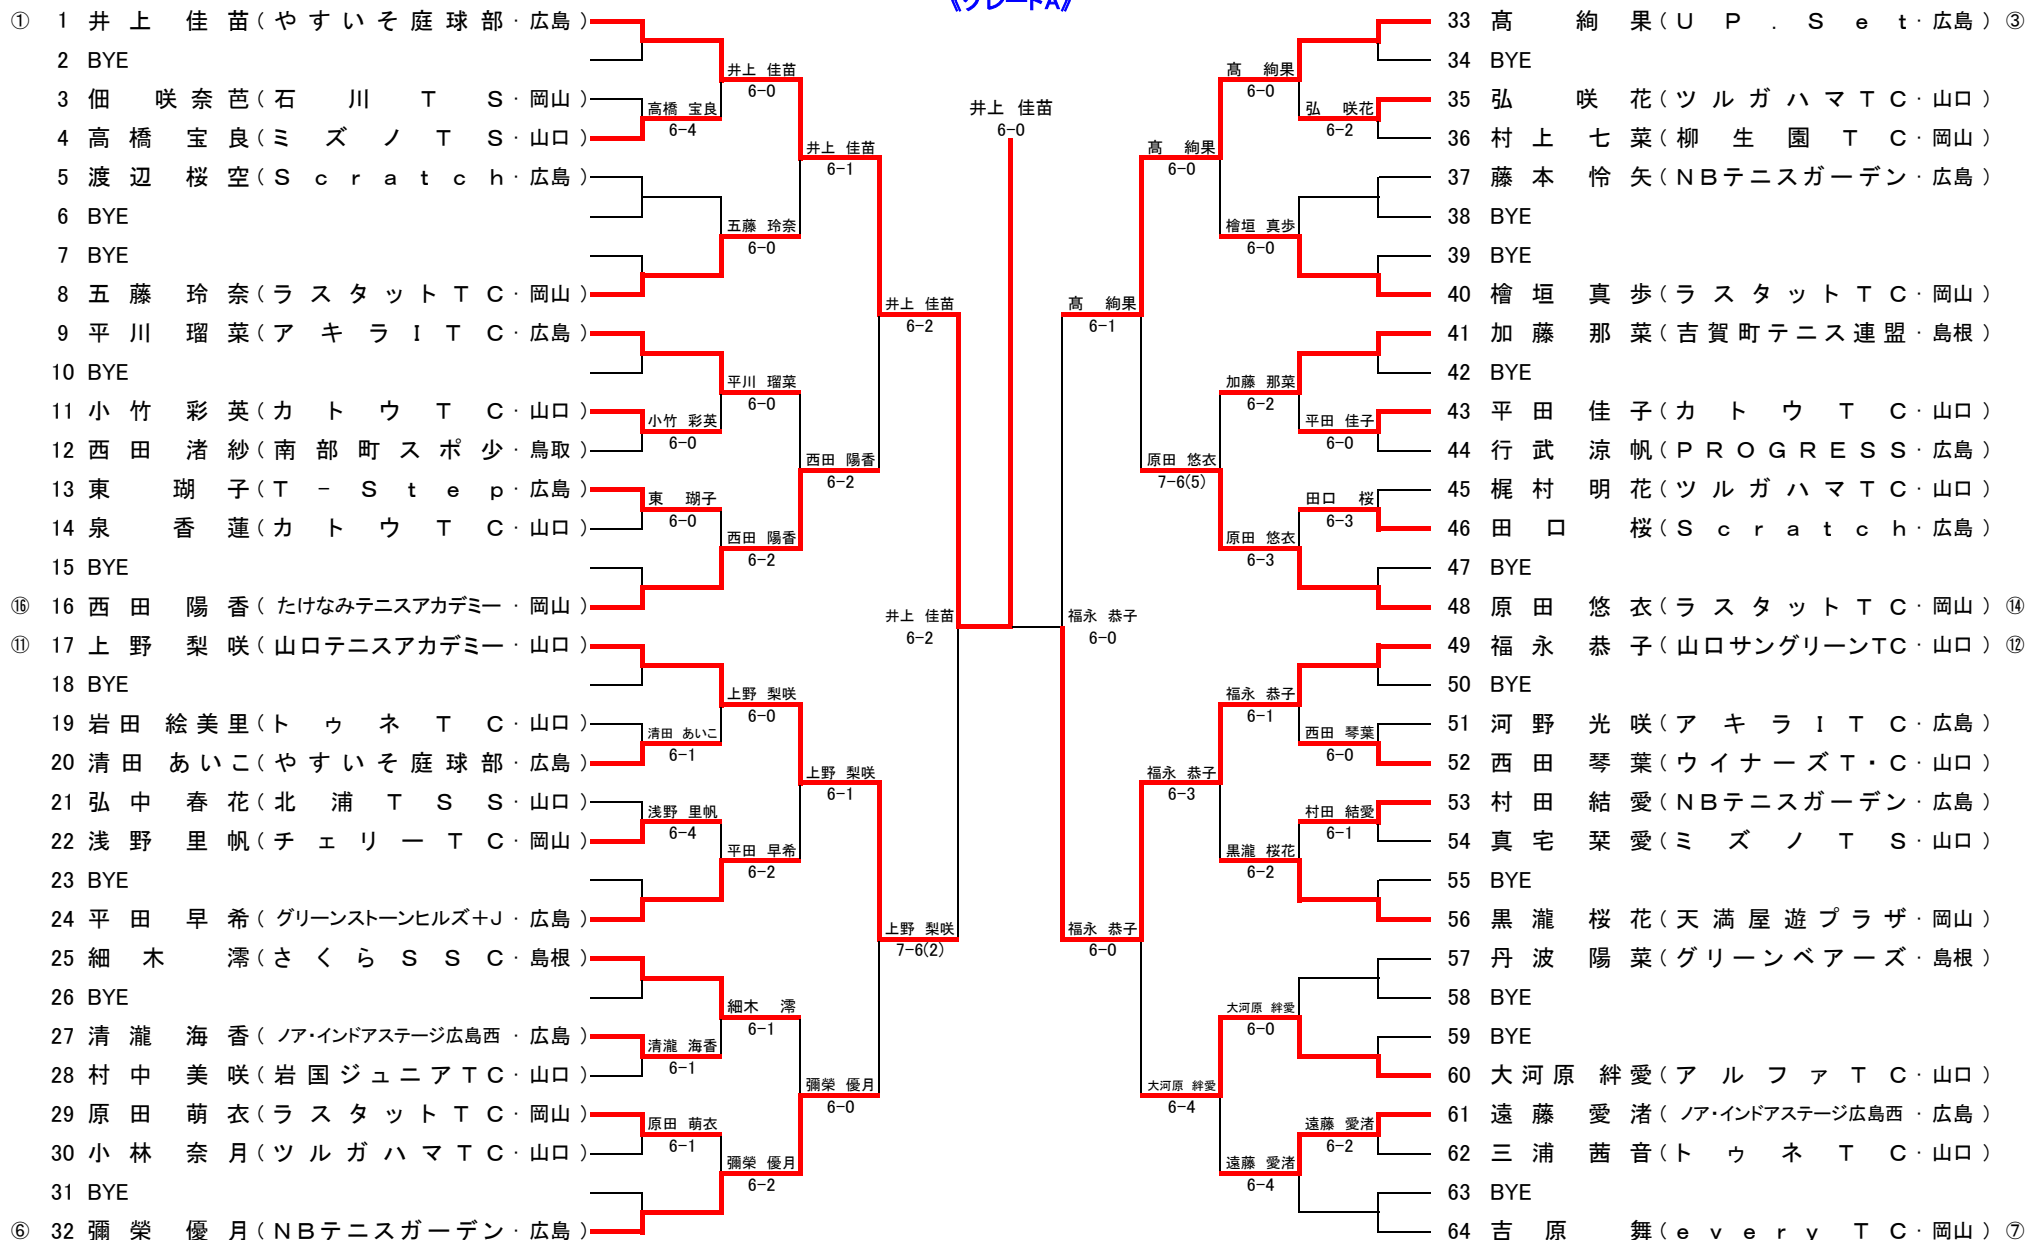 《グレードA》
① 1 井上 佳苗(やすいそ庭球部・広島)
2 BYE
3 佃 咲奈芭(石川TS・岡山)
4 高橋 宝良(ミズノTS・山口)
5 渡辺 桜空(Scratch・広島)
6 BYE
7 BYE
8 五藤 玲奈(ラスタットTC・岡山)
9 平川 瑠菜(アキライTC・広島)
10 BYE
11 小竹 彩英(カトウTC・山口)
12 西田 渚紗(南部町スポ少・鳥取)
13 東 瑚子(T-Step・広島)
14 泉 香蓮(カトウTC・山口)
15 BYE
⑯ 16 西田 陽香(たけなみテニスアカデミー・岡山)
⑪ 17 上野 梨咲(山口テニスアカデミー・山口)
18 BYE
19 岩田 絵美里(トゥネTC・山口)
20 清田 あいこ(やすいそ庭球部・広島)
21 弘中 春花(北浦TSS・山口)
22 浅野 里帆(チェリーTC・岡山)
23 BYE
24 平田 早希(グリーンストーンヒルズ+J・広島)
25 細木 澪(さくらSSC・島根)
26 BYE
27 清瀧 海香(ノア・インドアステージ広島西・広島)
28 村中 美咲(岩国ジュニアTC・山口)
29 原田 萌衣(ラスタットTC・岡山)
30 小林 奈月(ツルガハマTC・山口)
31 BYE
⑥ 32 彌榮 優月(NBテニスガーデン・広島)
高橋 宝良
6-4
小竹 彩英
6-0
東 瑚子
6-0
清田 あいこ
6-1
浅野 里帆
6-4
清瀧 海香
6-1
原田 萌衣
6-1
井上 佳苗
6-0
五藤 玲奈
6-0
平川 瑠菜
6-0
西田 陽香
6-2
上野 梨咲
6-0
平田 早希
6-2
細木 澪
6-1
彌榮 優月
6-2
井上 佳苗
6-1
西田 陽香
6-2
上野 梨咲
6-1
彌榮 優月
6-0
井上 佳苗
6-2
上野 梨咲
7-6(2)
井上 佳苗
6-2
井上 佳苗
6-0
福永 恭子
6-0
髙 絢果
6-1
福永 恭子
6-0
髙 絢果
6-0
原田 悠衣
7-6(5)
福永 恭子
6-3
大河原 絆愛
6-4
髙 絢果
6-0
檜垣 真歩
6-0
加藤 那菜
6-2
原田 悠衣
6-3
福永 恭子
6-1
黒瀧 桜花
6-2
大河原 絆愛
6-0
遠藤 愛渚
6-4
弘 咲花
6-2
平田 佳子
6-0
田口 桜
6-3
西田 琴葉
6-0
村田 結愛
6-1
遠藤 愛渚
6-2
33 髙 絢果(UP.Set・広島) ③
34 BYE
35 弘 咲花(ツルガハマTC・山口)
36 村上 七菜(柳生園TC・岡山)
37 藤本 怜矢(NBテニスガーデン・広島)
38 BYE
39 BYE
40 檜垣 真歩(ラスタットTC・岡山)
41 加藤 那菜(吉賀町テニス連盟・島根)
42 BYE
43 平田 佳子(カトウTC・山口)
44 行武 涼帆(PROGRESS・広島)
45 梶村 明花(ツルガハマTC・山口)
46 田口 桜(Scratch・広島)
47 BYE
48 原田 悠衣(ラスタットTC・岡山) ⑭
49 福永 恭子(山口サングリーンTC・山口) ⑫
50 BYE
51 河野 光咲(アキライTC・広島)
52 西田 琴葉(ウイナーズT・C・山口)
53 村田 結愛(NBテニスガーデン・広島)
54 真宅 栞愛(ミズノTS・山口)
55 BYE
56 黒瀧 桜花(天満屋遊プラザ・岡山)
57 丹波 陽菜(グリーンベアーズ・島根)
58 BYE
59 BYE
60 大河原 絆愛(アルファTC・山口)
61 遠藤 愛渚(ノア・インドアステージ広島西・広島)
62 三浦 茜音(トゥネTC・山口)
63 BYE
64 吉原 舞(every TC・岡山) ⑦